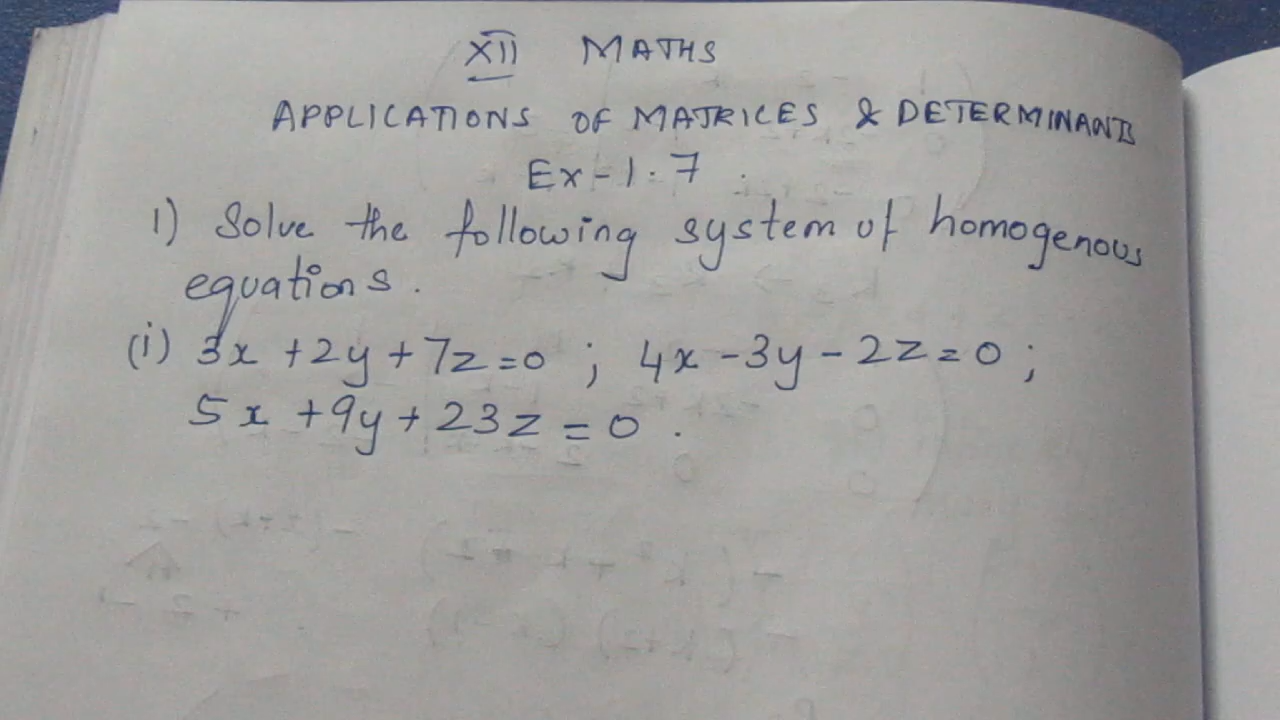 XII MATHS
APPLICATIONS OF MATRICES & DETERMINANTS
Ex-1.7.
1) Solve the following system of homogenous
equations.
(i) 3x +2y+7z=0 ; 4x -3y -2z=0 ;
5x +9y+23z=0.